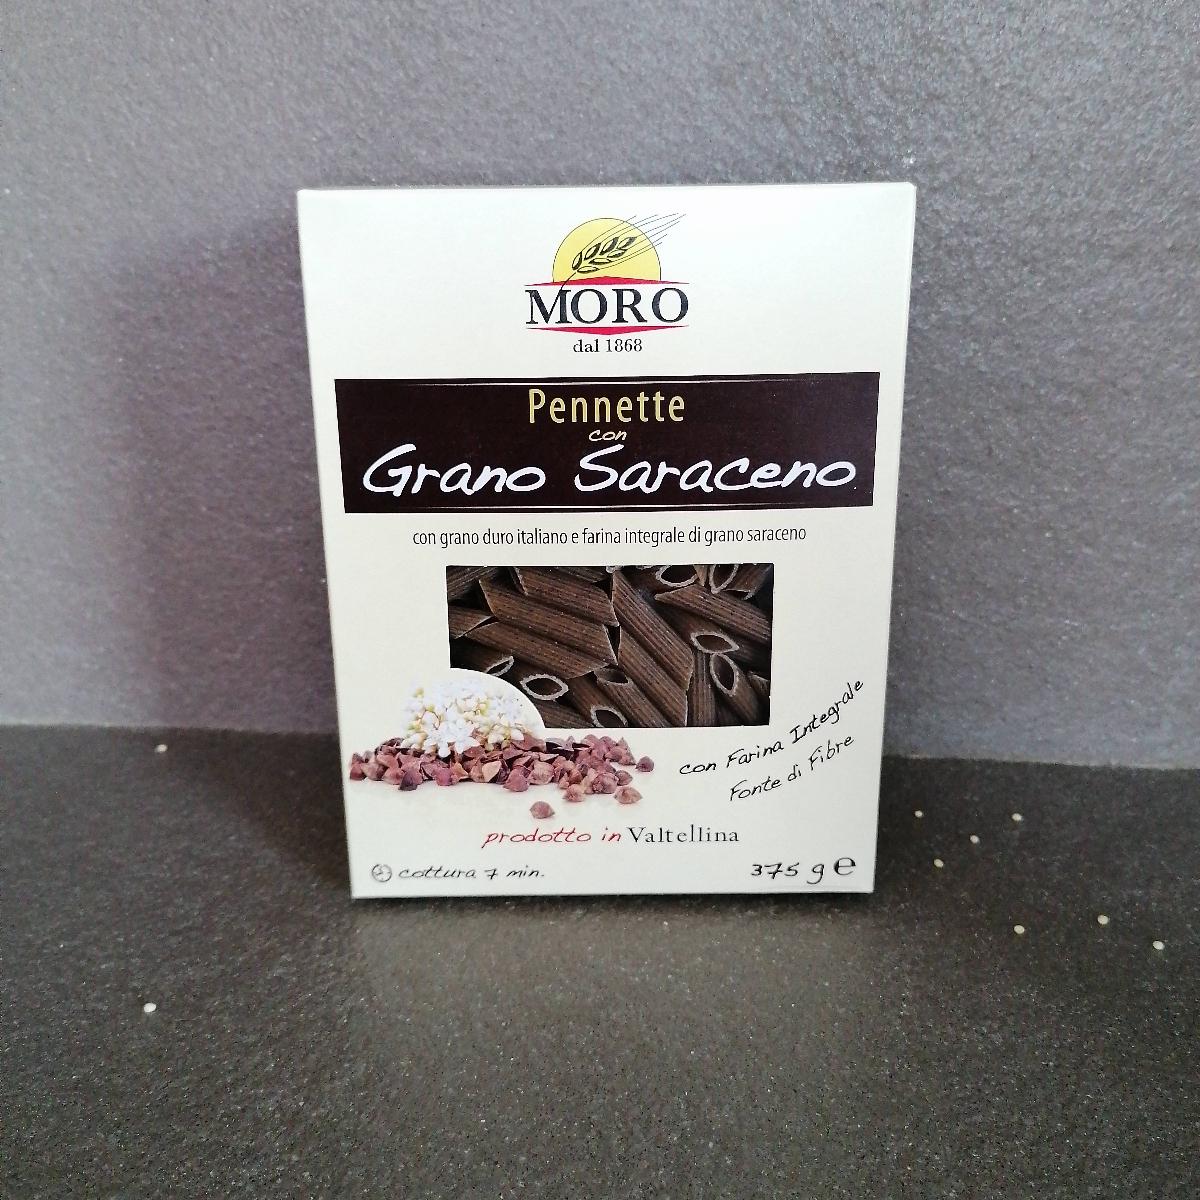 MORO
dal 1868
Pennette
con
Grano Saraceno
con grano duro italiano e farina integrale di grano saraceno
con Farina Integrale
Fonte di Fibre
prodotto in Valtellina
cottura 7 min.
375 g e